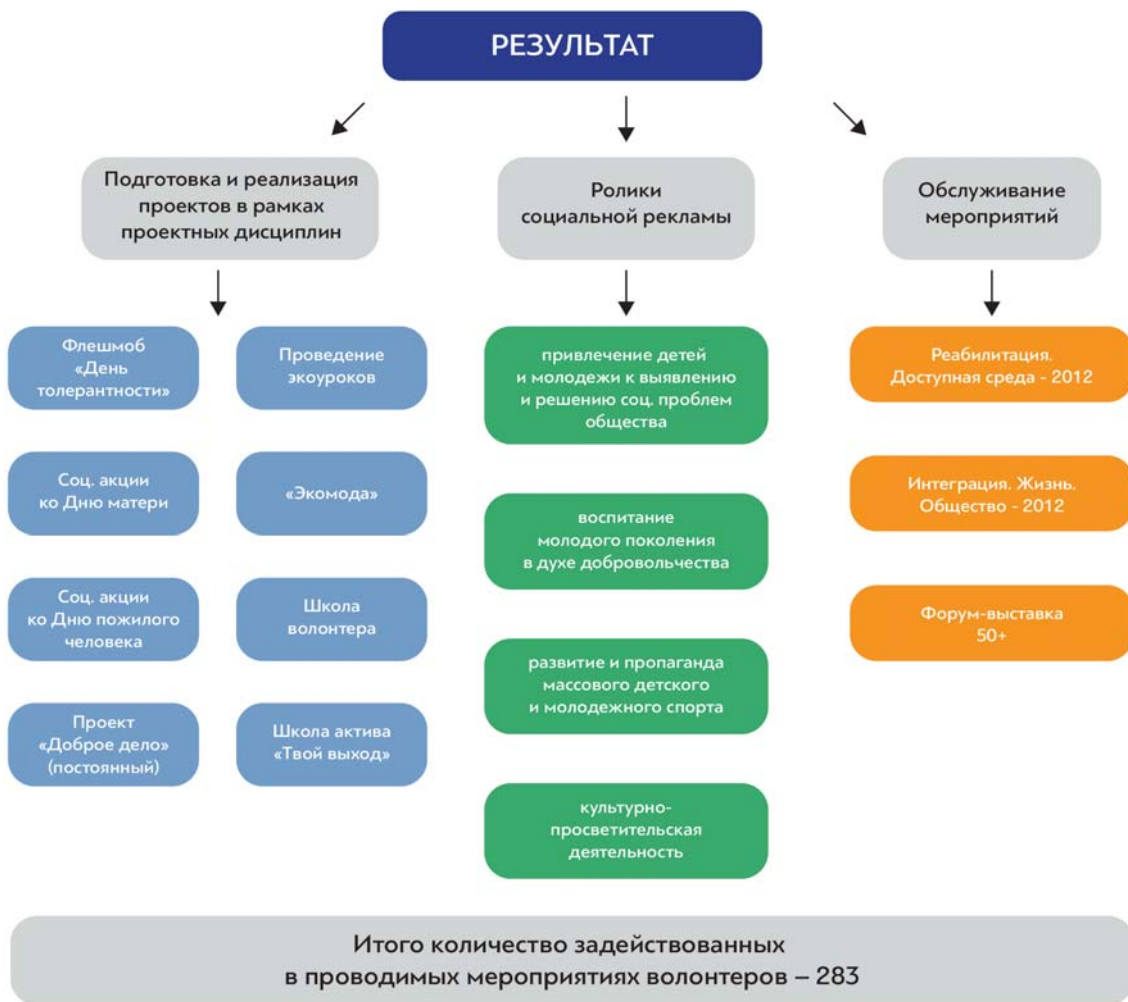 РЕЗУЛЬТАТ
Подготовка и реализация
проектов в рамках
проектных дисциплин
Ролики
социальной рекламы
Обслуживание
мероприятий
Флешмоб
«День
толерантности»
Проведение
экоуроков
Соц. акции
ко Дню матери
«Экомода»
Соц. акции
ко Дню пожилого
человека
Школа
волонтера
Проект
«Доброе дело»
(постоянный)
Школа актива
«Твой выход»
привлечение детей
и молодежи к выявлению
и решению соц. проблем
общества
воспитание
молодого поколения
в духе добровольчества
развитие и пропаганда
массового детского
и молодежного спорта
культурно-
просветительская
деятельность
Реабилитация.
Доступная среда - 2012
Интеграция. Жизнь.
Общество - 2012
Форум-выставка
50+
Итого количество задействованных
в проводимых мероприятиях волонтеров – 283